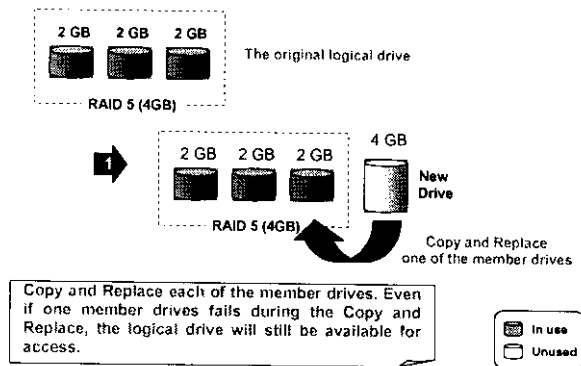 2 GB 2 GB 2 GB
The original logical drive
RAID 5 (4GB)
1
2 GB 2 GB 2 GB
4 GB
New
Drive
RAID 5 (4GB)
Copy and Replace
one of the member drives
Copy and Replace each of the member drives. Even
if one member drives fails during the Copy and
Replace, the logical drive will still be available for
access.
In use
Unused